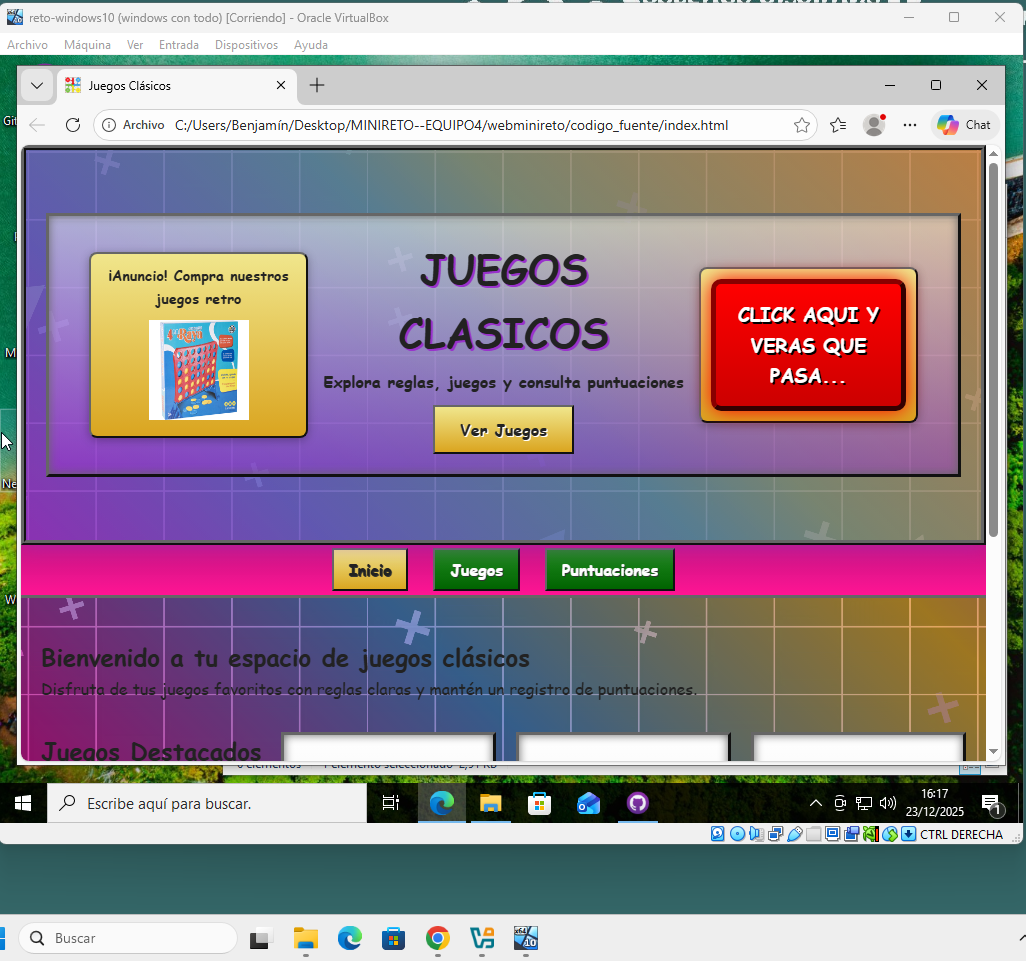 reto-windows10 (windows con todo) [Corriendo] - Oracle VirtualBox
Archivo Máquina Ver Entrada Dispositivos Ayuda
Juegos Clásicos
Archivo C:/Users/Benjamín/Desktop/MINIRETO--EQUIPO4/webminireto/codigo_fuente/index.html
Chat
¡Anuncio! Compra nuestros
juegos retro
JUEGOS
CLASICOS
Explora reglas, juegos y consulta puntuaciones
Ver Juegos
CLICK AQUI Y
VERAS QUE
PASA...
Inicio Juegos Puntuaciones
Bienvenido a tu espacio de juegos clásicos
Disfruta de tus juegos favoritos con reglas claras y mantén un registro de puntuaciones.
Juegos Destacados
Escribe aquí para buscar.
16:17
23/12/2025
1
CTRL DERECHA
Buscar